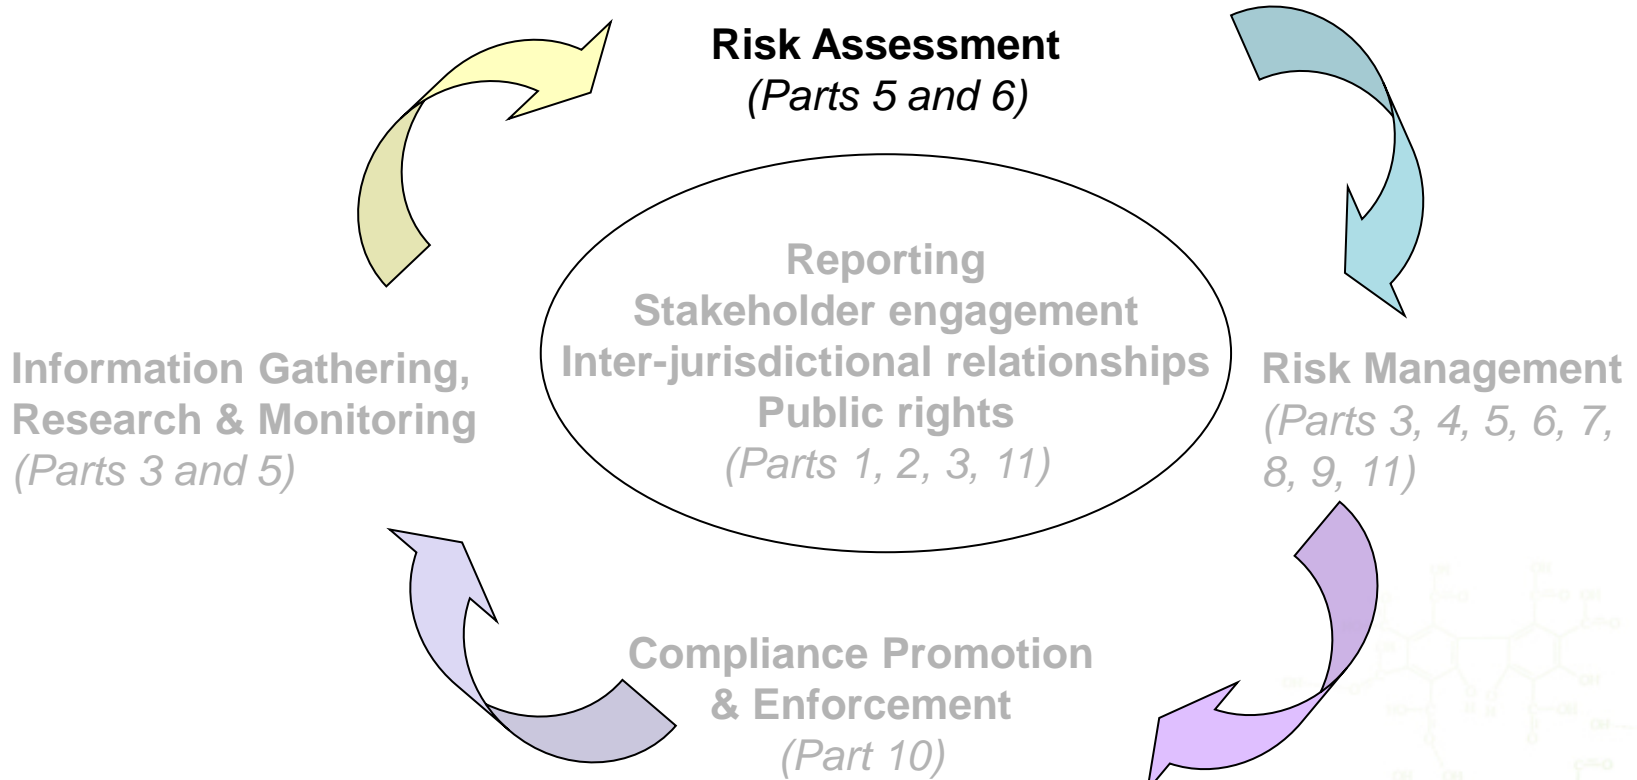 Risk Assessment
(Parts 5 and 6)
Reporting
Stakeholder engagement
Inter-jurisdictional relationships
Public rights
(Parts 1, 2, 3, 11)
Information Gathering,
Research & Monitoring
(Parts 3 and 5)
Risk Management
(Parts 3, 4, 5, 6, 7,
8, 9, 11)
Compliance Promotion
& Enforcement
(Part 10)